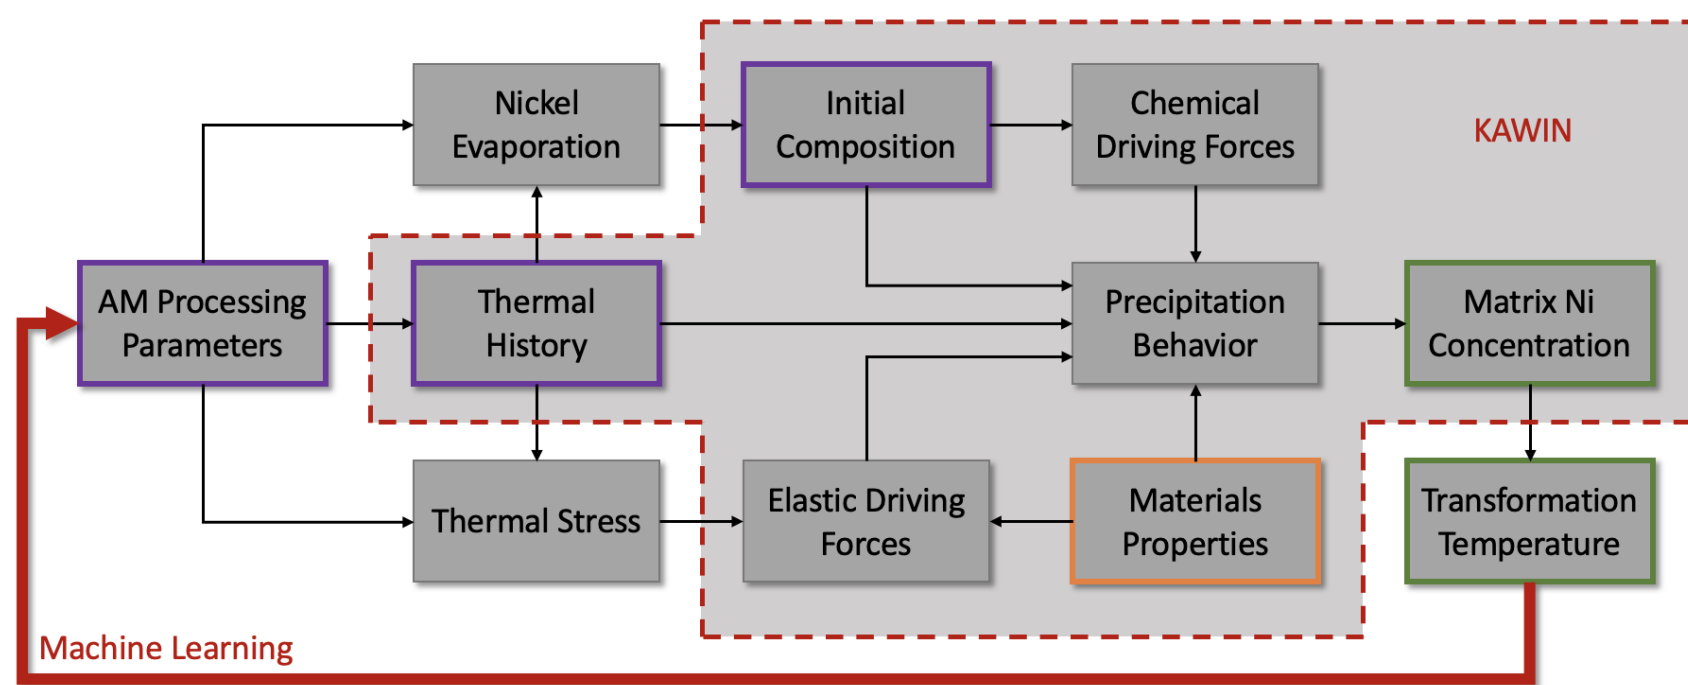 Nickel
Evaporation
Initial
Composition
Chemical
Driving Forces
KAWIN
AM Processing
Parameters
Thermal
History
Precipitation
Behavior
Matrix Ni
Concentration
Thermal Stress
Elastic Driving
Forces
Materials
Properties
Transformation
Temperature
Machine Learning